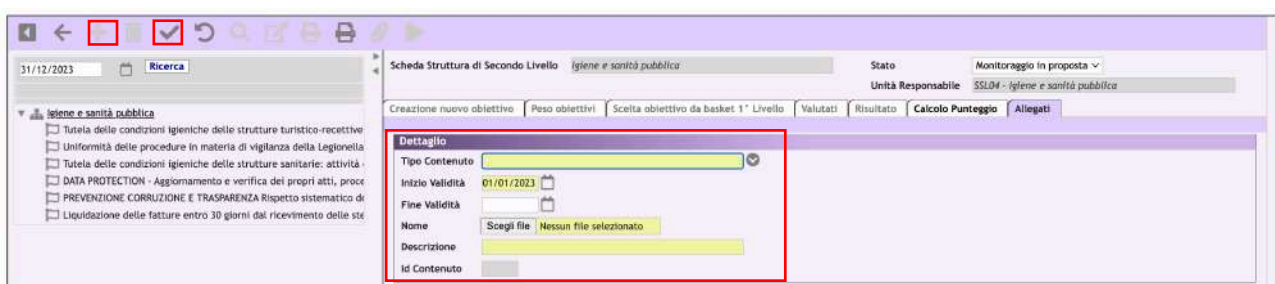 31/12/2023 Ricerca
Igiene e sanità pubblica
Tutela delle condizioni igieniche delle strutture turistico-recettive
Uniformità delle procedure in materia di vigilanza della Legionella
Tutela delle condizioni igieniche delle strutture sanitarie: attività
DATA PROTECTION - Aggiornamento e verifica dei propri atti, proce
PREVENZIONE CORRUZIONE E TRASPARENZA Rispetto sistematico de
Liquidazione delle fatture entro 30 giorni dal ricevimento delle ste
Scheda Struttura di Secondo Livello Igiene e sanità pubblica Stato Monitoraggio in proposta
Unità Responsabile SSL04 - Igiene e sanità pubblica
Creazione nuovo obiettivo Peso obiettivi Scelta obiettivo da basket 1° Livello Valutati Risultato Calcolo Punteggio Allegati
Dettaglio
Tipo Contenuto
Inizio Validità 01/01/2023
Fine Validità
Nome Scegli file Nessun file selezionato
Descrizione
Id Contenuto